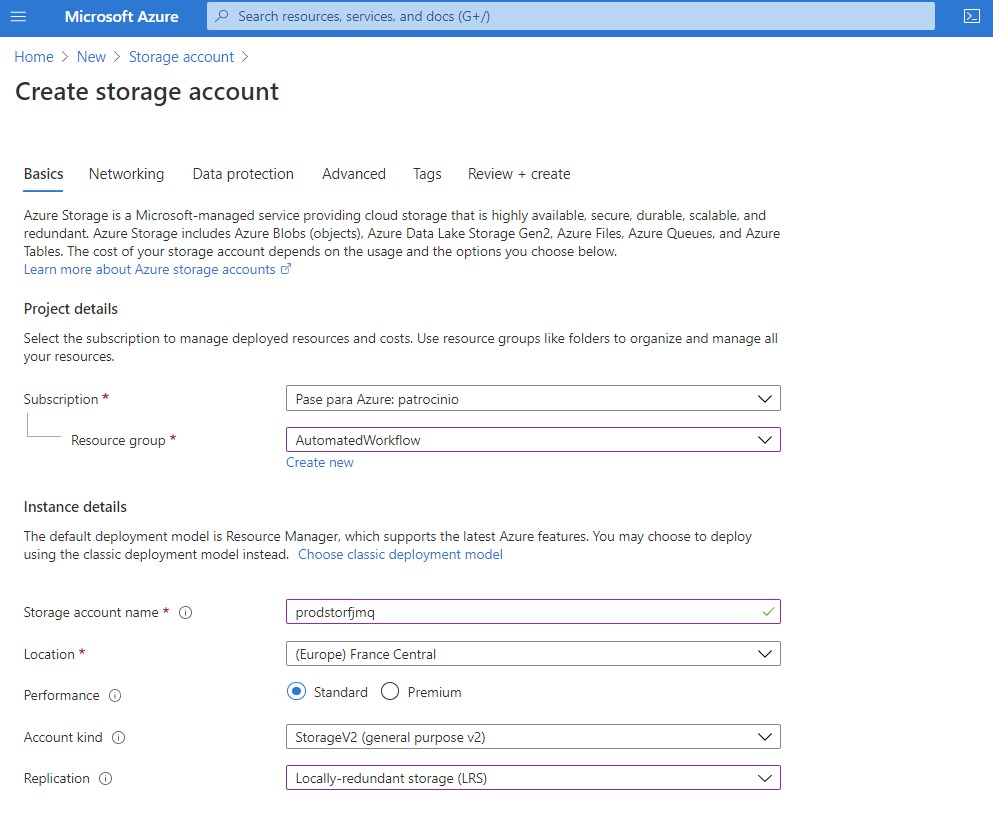 Microsoft Azure
Search resources, services, and docs (G+/)
Home > New > Storage account >
Create storage account
Basics Networking Data protection Advanced Tags Review + create
Azure Storage is a Microsoft-managed service providing cloud storage that is highly available, secure, durable, scalable, and
redundant. Azure Storage includes Azure Blobs (objects), Azure Data Lake Storage Gen2, Azure Files, Azure Queues, and Azure
Tables. The cost of your storage account depends on the usage and the options you choose below.
Learn more about Azure storage accounts
Project details
Select the subscription to manage deployed resources and costs. Use resource groups like folders to organize and manage all
your resources.
Subscription * Pase para Azure: patrocinio
Resource group * AutomatedWorkflow
Create new
Instance details
The default deployment model is Resource Manager, which supports the latest Azure features. You may choose to deploy
using the classic deployment model instead. Choose classic deployment model
Storage account name * prodstorfjmq
Location * (Europe) France Central
Performance Standard Premium
Account kind StorageV2 (general purpose v2)
Replication Locally-redundant storage (LRS)